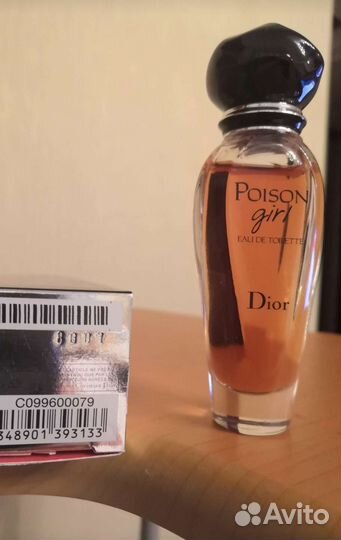 POISON
girl
EAU DE TOILETTE
Dior
C099600079
348901 393133
Avito